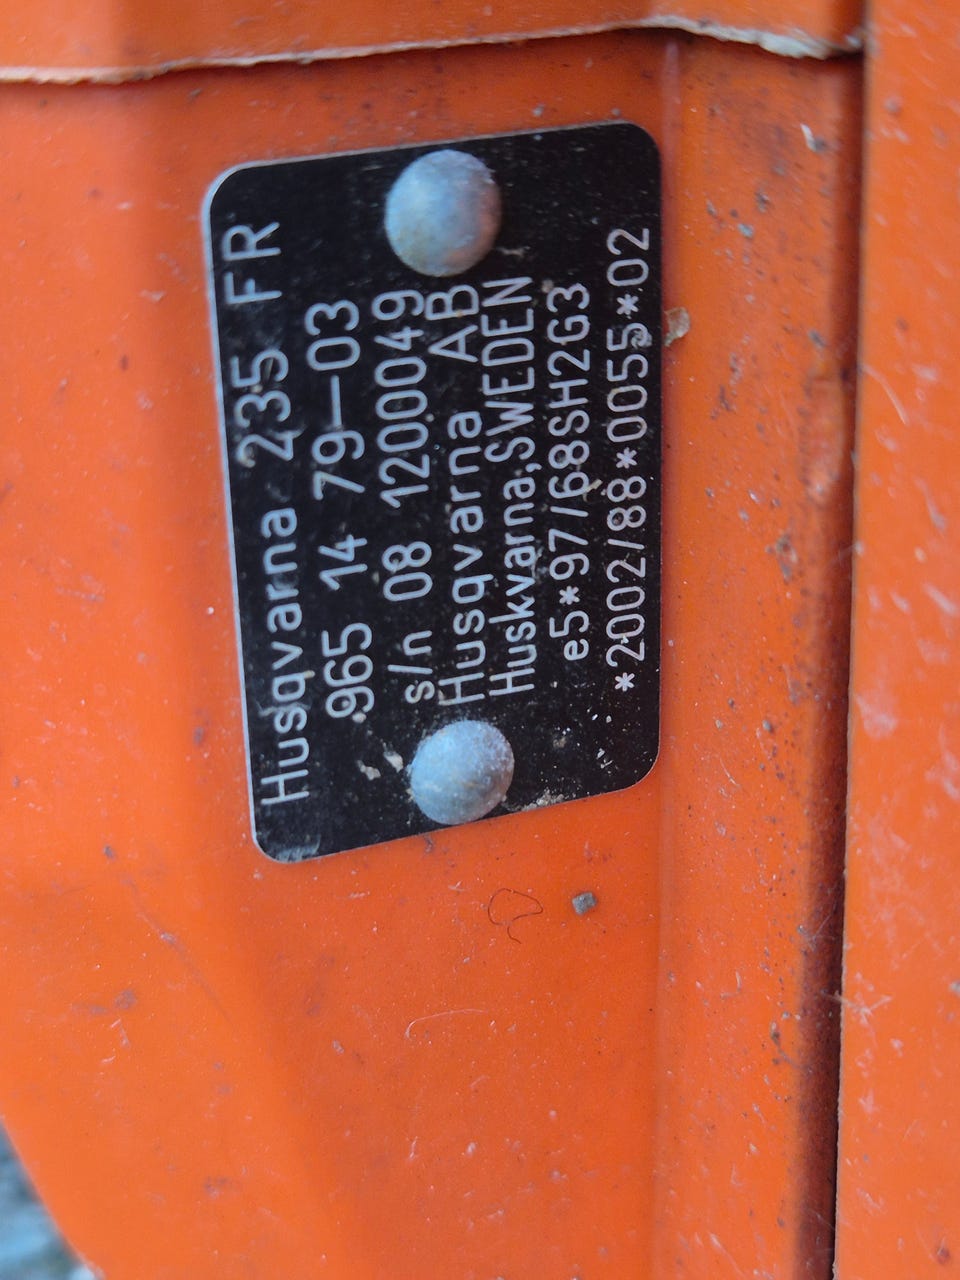 Husqvarna 235 FR
965 14 79-03
s/n 08 1200049
Husqvarna AB
Huskvarna,SWEDEN
e5*97/68SH2G3
*2002/88*0055*02